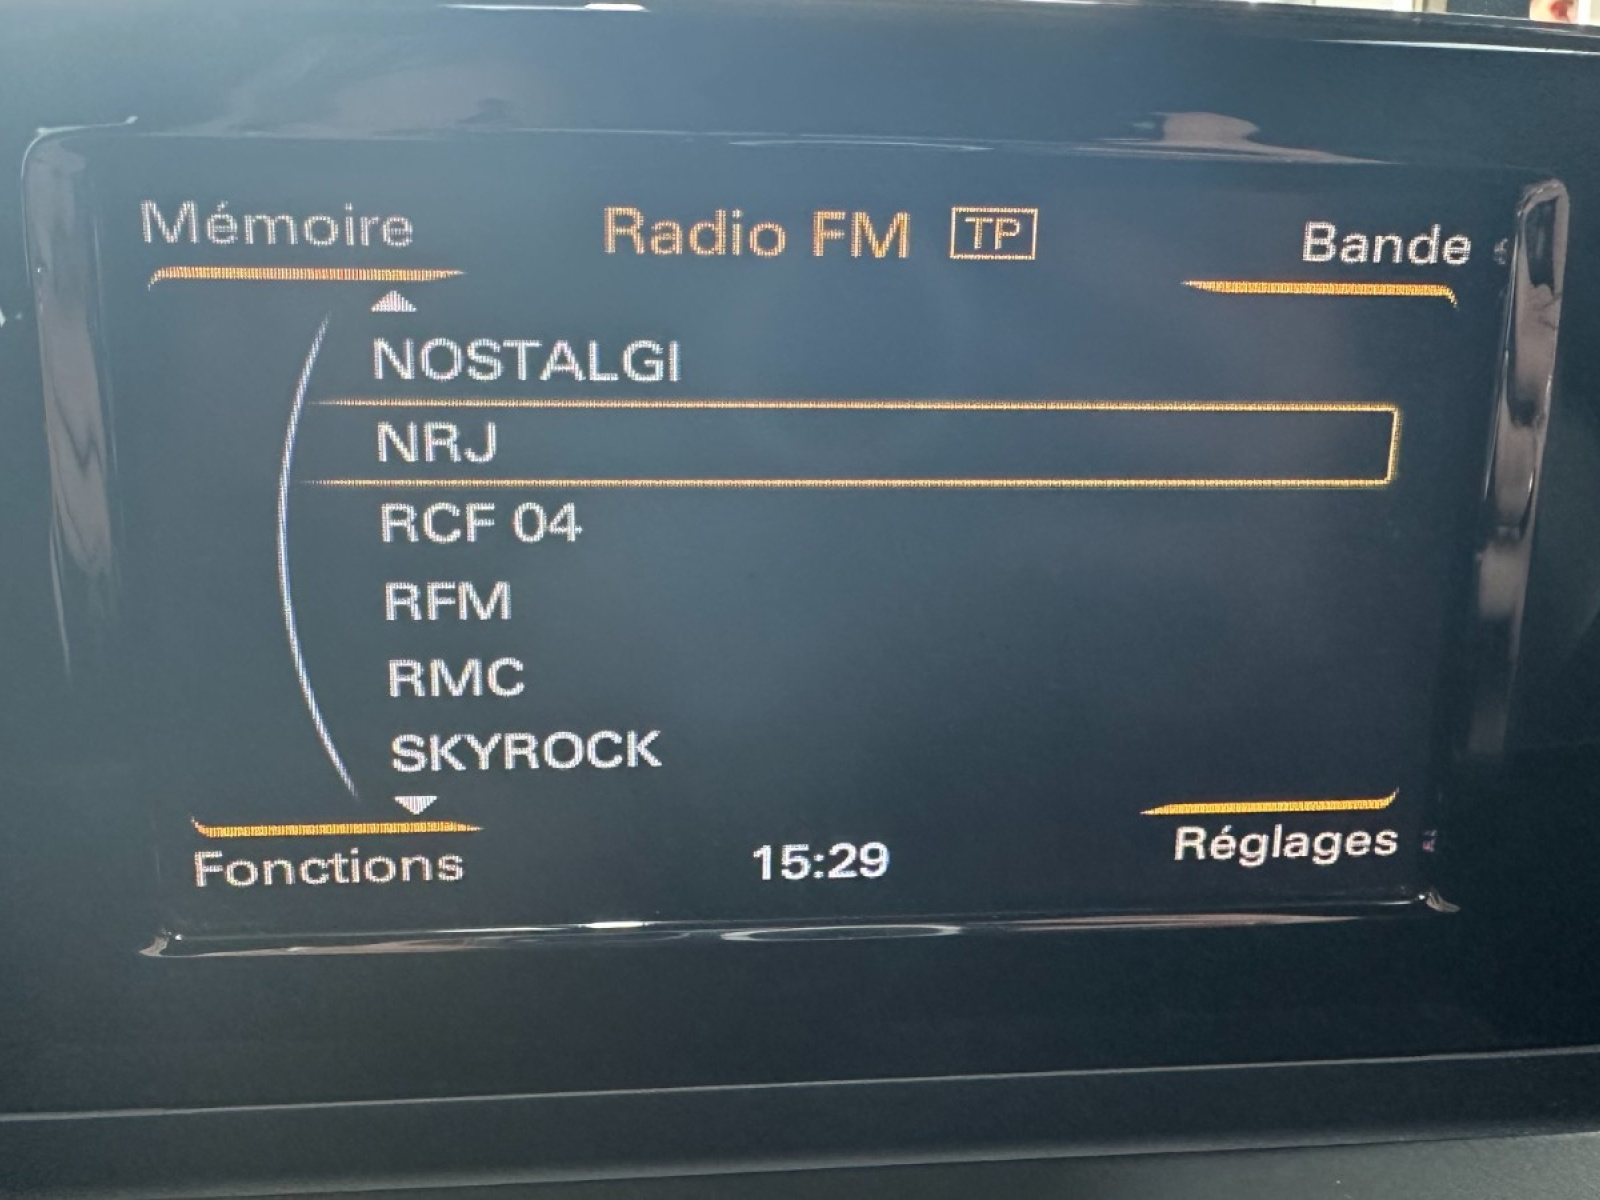 Mémoire Radio FM TP Bande
NOSTALGI
NRJ
RCF 04
RFM
RMC
SKYROCK
Fonctions 15:29 Réglages